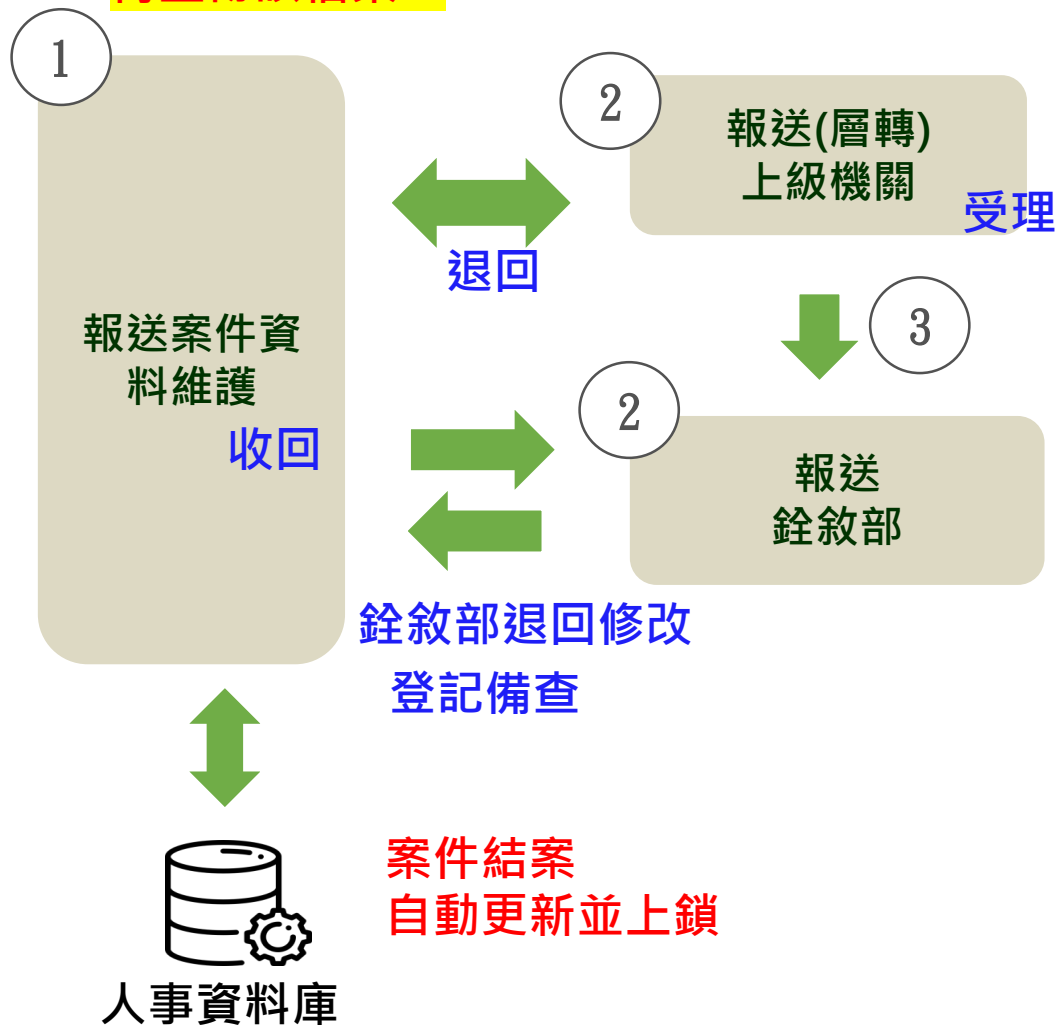 1
2
報送(層轉)
上級機關
受理
退回
3
報送案件資
料維護
收回
2
報送
銓敘部
銓敘部退回修改
登記備查
案件結案
自動更新並上鎖
人事資料庫